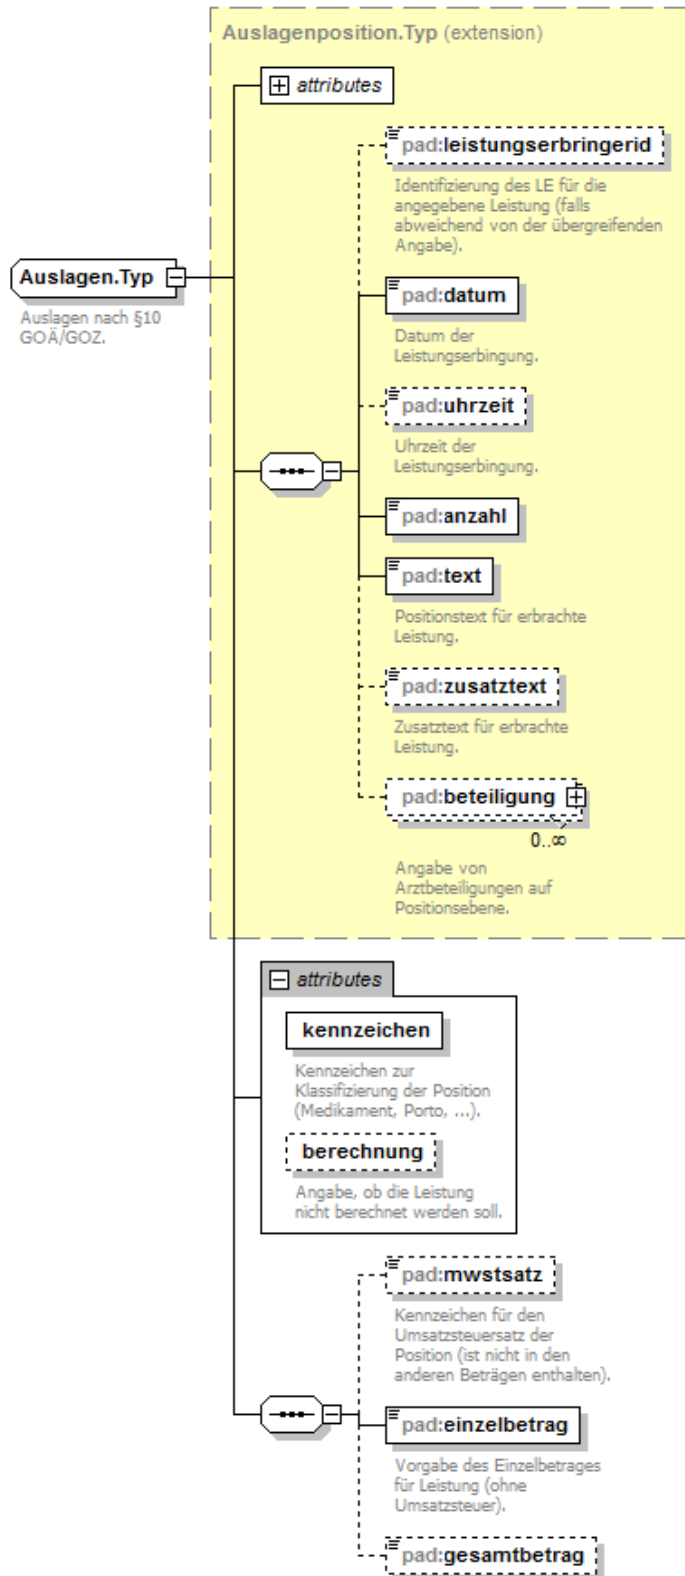 Auslagenposition.Typ (extension)
attributes
pad:leistungserbringerid
Identifizierung des LE für die
angegebene Leistung (falls
abweichend von der übergreifenden
Angabe).
Auslagen.Typ
Auslagen nach §10
GOÄ/GOZ.
pad:datum
Datum der
Leistungserbingung.
pad:uhrzeit
Uhrzeit der
Leistungserbingung.
pad:anzahl
pad:text
Positionstext für erbrachte
Leistung.
pad:zusatztext
Zusatztext für erbrachte
Leistung.
pad:beteiligung
0..∞
Angabe von
Arztbeteiligungen auf
Positionsebene.
attributes
kennzeichen
Kennzeichen zur
Klassifizierung der Position
(Medikament, Porto, ...).
berechnung
Angabe, ob die Leistung
nicht berechnet werden soll.
pad:mwstsatz
Kennzeichen für den
Umsatzsteuersatz der
Position (ist nicht in den
anderen Beträgen enthalten).
pad:einzelbetrag
Vorgabe des Einzelbetrages
für Leistung (ohne
Umsatzsteuer).
pad:gesamtbetrag